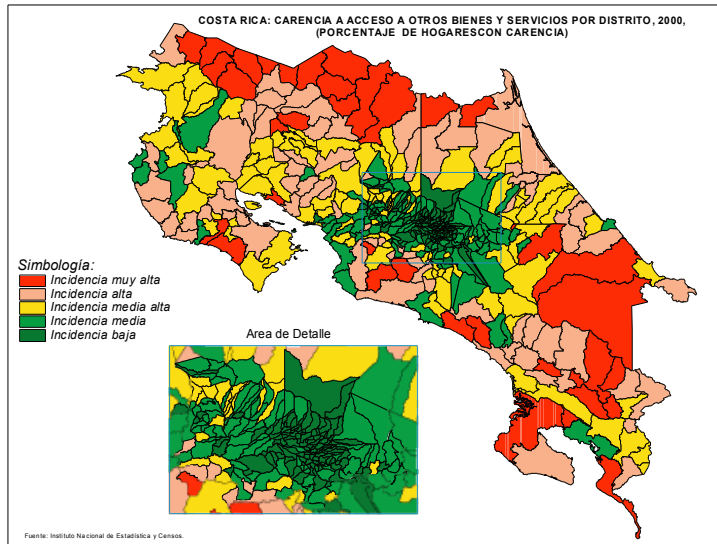 COSTA RICA: CARENCIA A ACCESO A OTROS BIENES Y SERVICIOS POR DISTRITO, 2000,
(PORCENTAJE DE HOGARESCON CARENCIA)
Simbología:
Incidencia muy alta
Incidencia alta
Incidencia media alta
Incidencia media
Incidencia baja
Area de Detalle
Fuente: Instituto Nacional de Estadística y Censos.